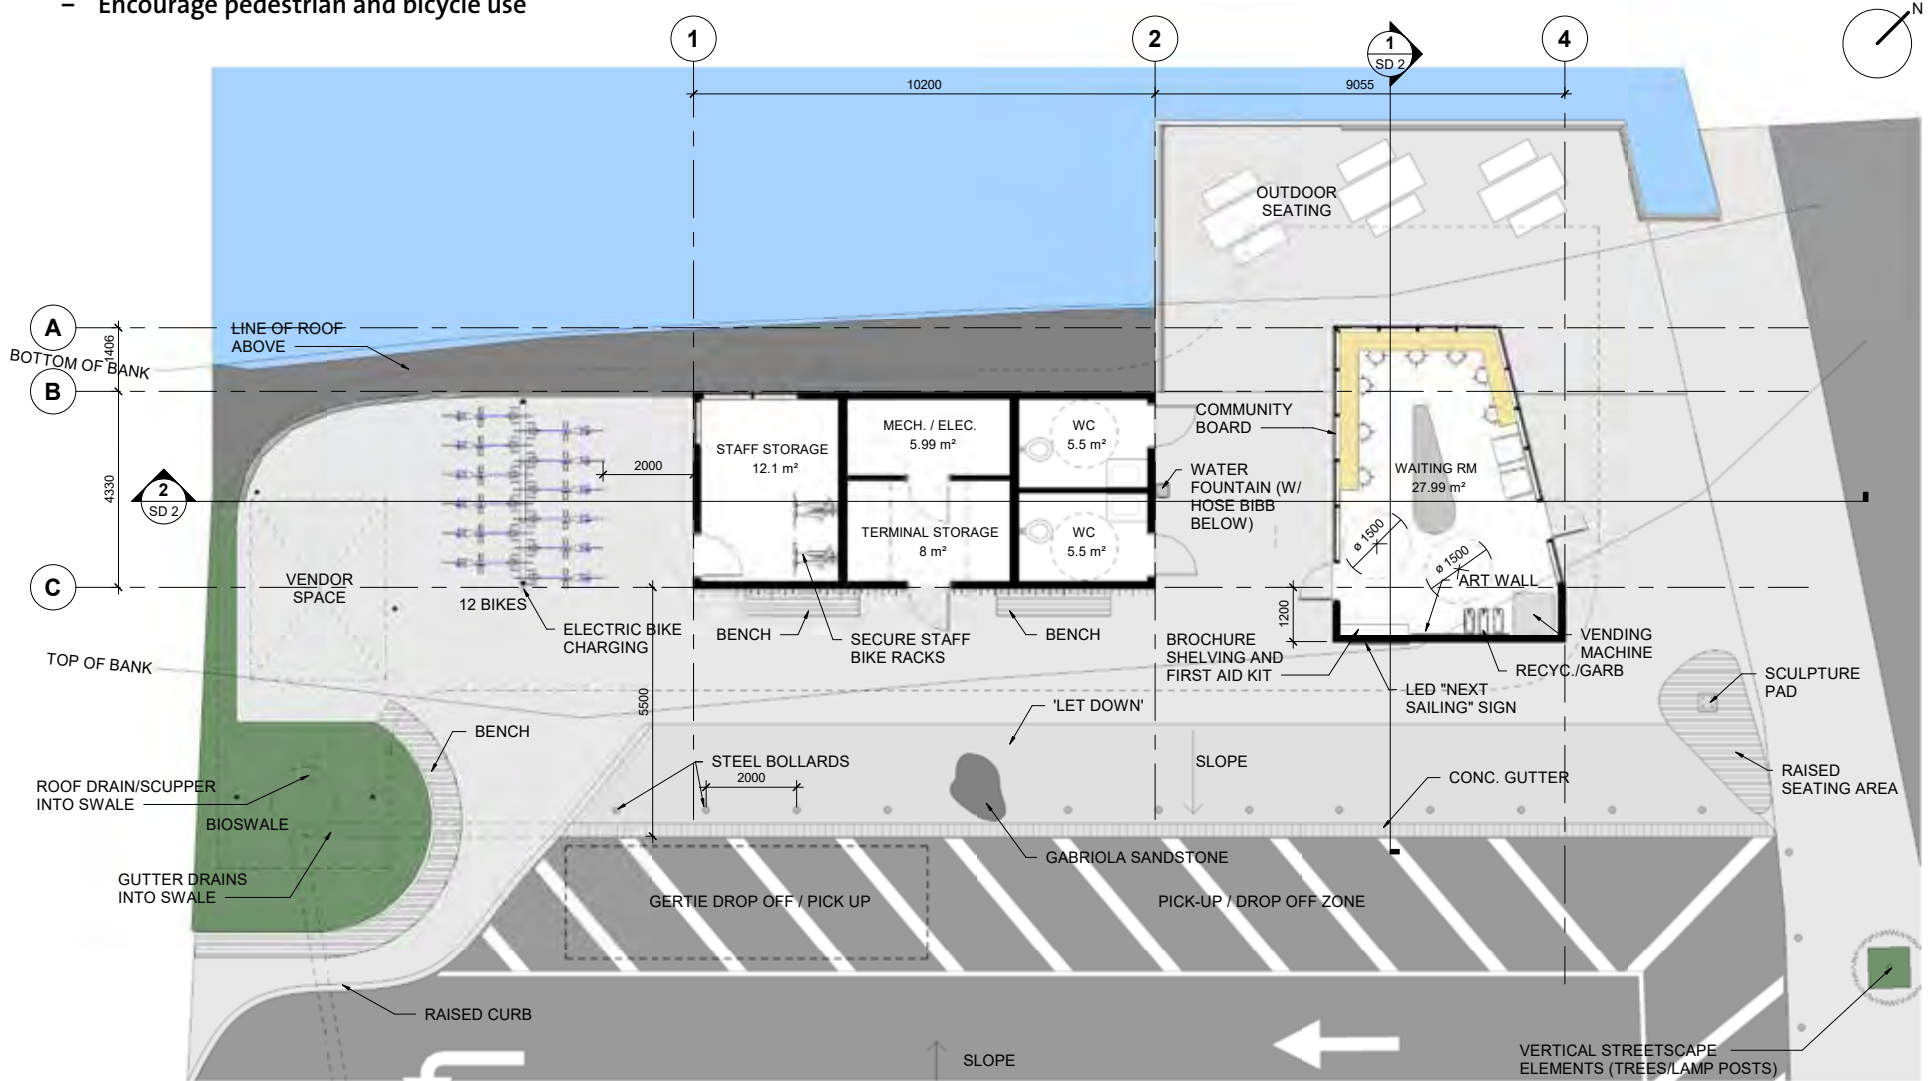 – Encourage pedestrian and bicycle use
N
1
2
1
SD 2
4
10200
9055
OUTDOOR
SEATING
A
LINE OF ROOF
ABOVE
1406
BOTTOM OF BANK
B
STAFF STORAGE
12.1 m²
MECH. / ELEC.
5.99 m²
WC
5.5 m²
COMMUNITY
BOARD
2000
WATER
FOUNTAIN (W/
HOSE BIBB
BELOW)
WAITING RM
27.99 m²
4330
2
SD 2
TERMINAL STORAGE
8 m²
WC
5.5 m²
ø 1500
ø 1500
ART WALL
C
VENDOR
SPACE
12 BIKES
ELECTRIC BIKE
CHARGING
BENCH
SECURE STAFF
BIKE RACKS
BENCH
1200
BROCHURE
SHELVING AND
FIRST AID KIT
VENDING
MACHINE
RECYC./GARB
LED "NEXT
SAILING" SIGN
SCULPTURE
PAD
TOP OF BANK
5500
'LET DOWN'
BENCH
STEEL BOLLARDS
2000
SLOPE
CONC. GUTTER
RAISED
SEATING AREA
ROOF DRAIN/SCUPPER
INTO SWALE
BIOSWALE
GABRIOLA SANDSTONE
GUTTER DRAINS
INTO SWALE
GERTIE DROP OFF / PICK UP
PICK-UP / DROP OFF ZONE
RAISED CURB
SLOPE
VERTICAL STREETSCAPE
ELEMENTS (TREES/LAMP POSTS)